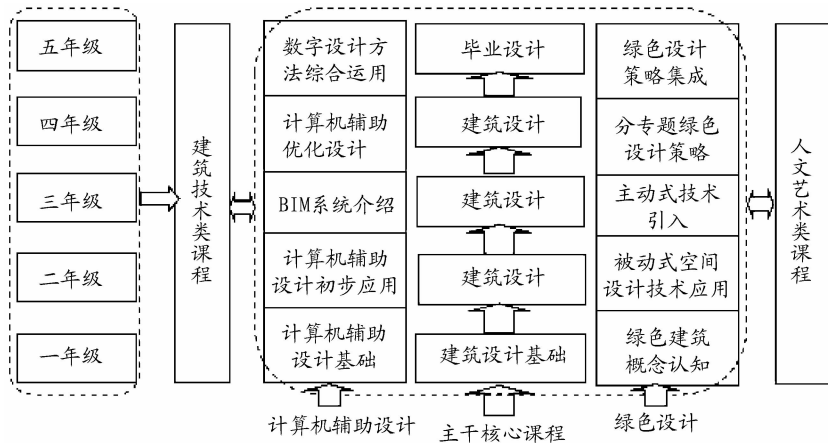 五年级
四年级
三年级
二年级
一年级
建筑技术类课程
数字设计方
法综合运用
计算机辅助
优化设计
BIM系统介绍
计算机辅助
设计初步应用
计算机辅助
设计基础
计算机辅助设计
毕业设计
建筑设计
建筑设计
建筑设计
建筑设计基础
主干核心课程
绿色设计
策略集成
分专题绿色
设计策略
主动式技术
引入
被动式空间
设计技术应用
绿色建筑
概念认知
绿色设计
人文艺术类课程